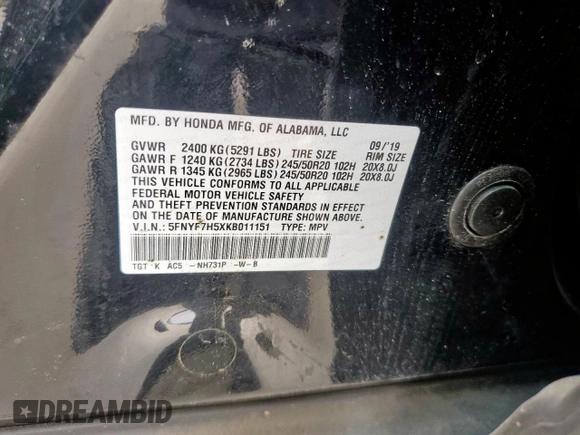 MFD. BY HONDA MFG. OF ALABAMA, LLC
09/'19
GVWR 2400 KG(5291 LBS) TIRE SIZE RIM SIZE
GAWR F 1240 KG(2734 LBS)245/50R20 102H 20X8.0J
GAWR R 1345 KG(2965 LBS)245/50R20 102H 20X8.0J
THIS VEHICLE CONFORMS TO ALL APPLICABLE
FEDERAL MOTOR VEHICLE SAFETY
AND THEFT PREVENTION STANDARDS IN EFFECT
ON THE DATE OF MANUFACTURE SHOWN ABOVE.
V.I.N.: 5FNYF7H5XKB011151 TYPE: MPV
TGT K AC5 -NH731P -W-B
DREAMBID